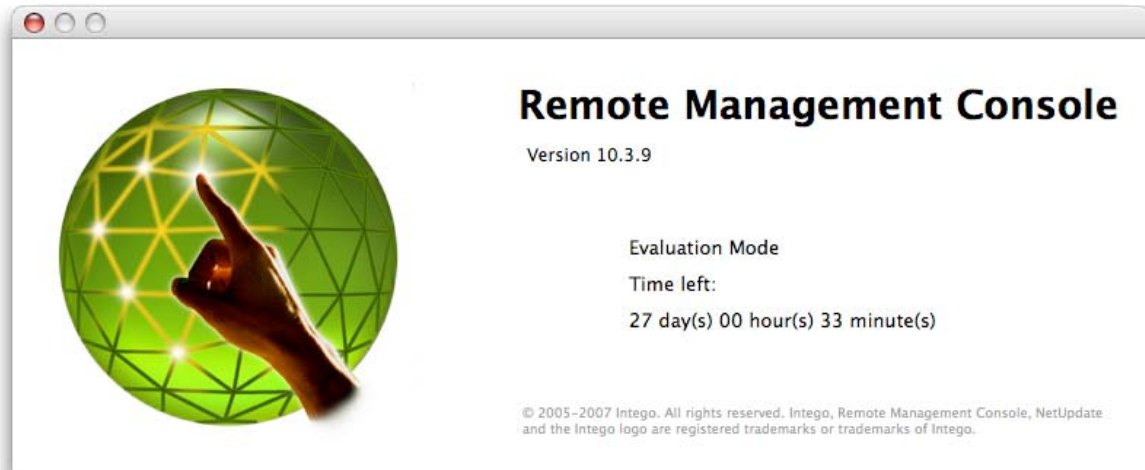 Remote Management Console
Version 10.3.9
Evaluation Mode
Time left:
27 day(s) 00 hour(s) 33 minute(s)
© 2005–2007 Intego. All rights reserved. Intego, Remote Management Console, NetUpdate
and the Intego logo are registered trademarks or trademarks of Intego.